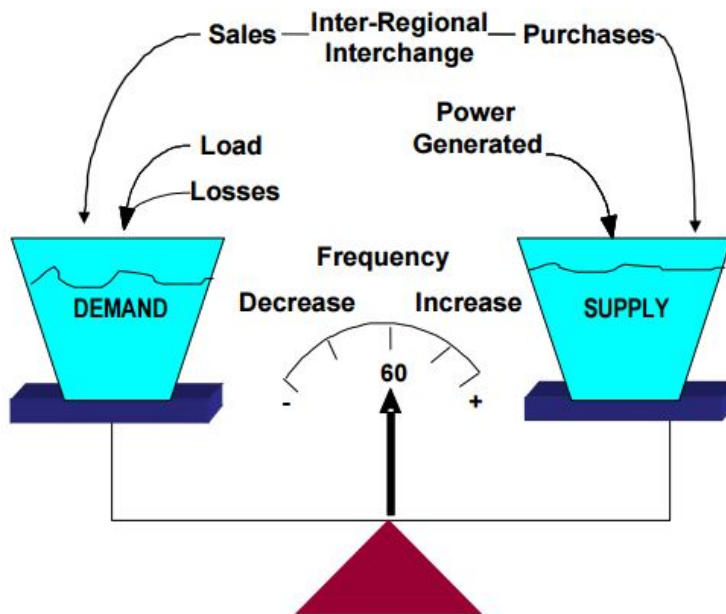 Sales
Inter-Regional
Interchange
Purchases
Load
Losses
Power
Generated
Frequency
Decrease
Increase
DEMAND
60
-
+
SUPPLY